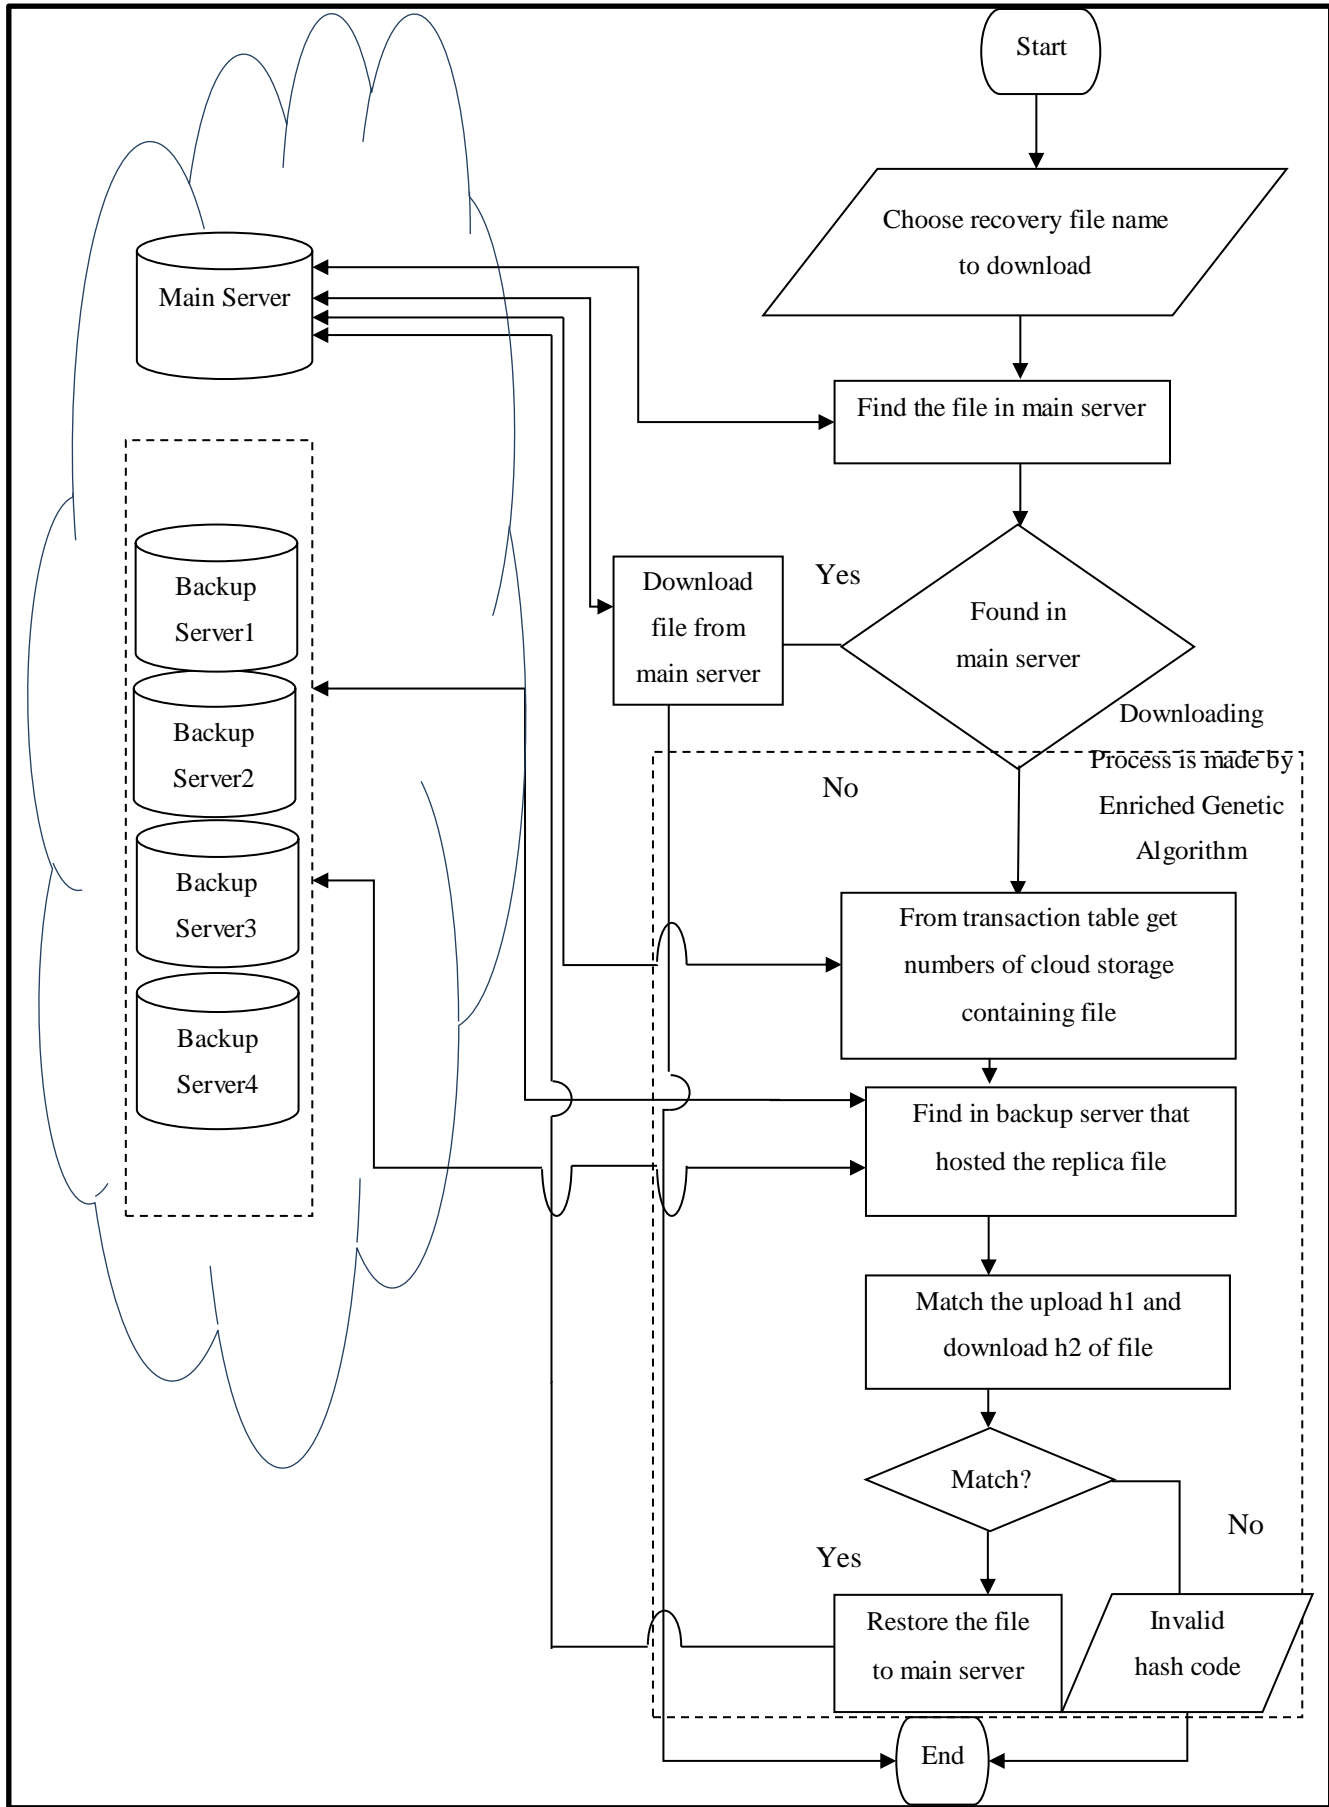 Start
Choose recovery file name
to download
Main Server
Find the file in main server
Yes
Download
file from
main server
Found in
main server
Backup
Server1
Backup
Server2
Backup
Server3
Backup
Server4
No
Downloading
Process is made by
Enriched Genetic
Algorithm
From transaction table get
numbers of cloud storage
containing file
Find in backup server that
hosted the replica file
Match the upload h1 and
download h2 of file
Match?
No
Yes
Restore the file
to main server
Invalid
hash code
End